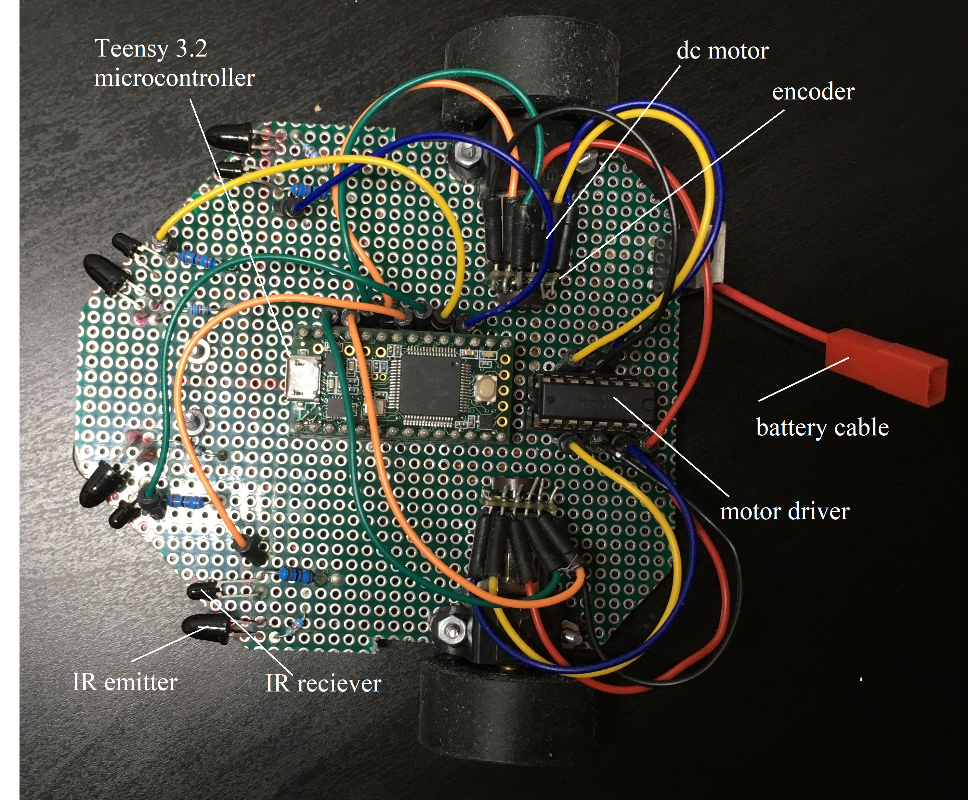 Teensy 3.2
microcontroller
dc motor
encoder
battery cable
motor driver
IR emitter
IR reciever